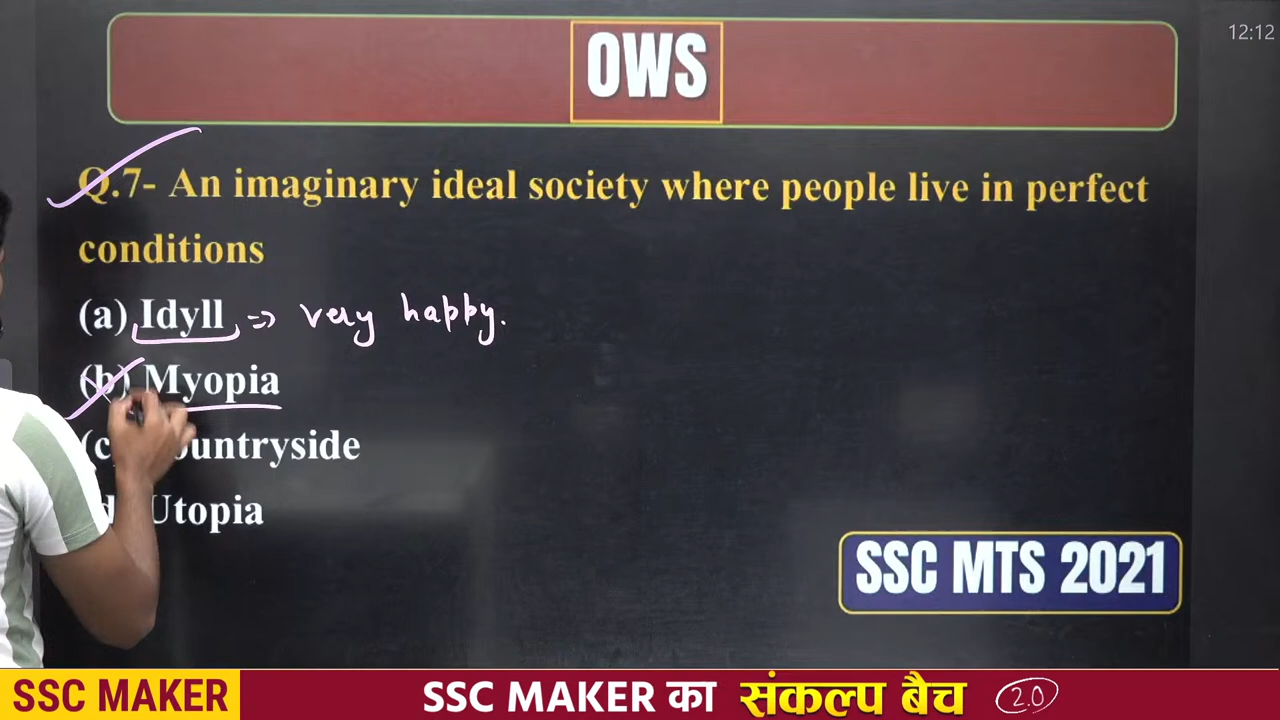 OWS
12:12
Q.7- An imaginary ideal society where people live in perfect
conditions
(a) Idyll => very happy.
(b) Myopia
(c) Countryside
(d) Utopia
SSC MTS 2021
SSC MAKER
SSC MAKER का संकल्प बैच 2.0